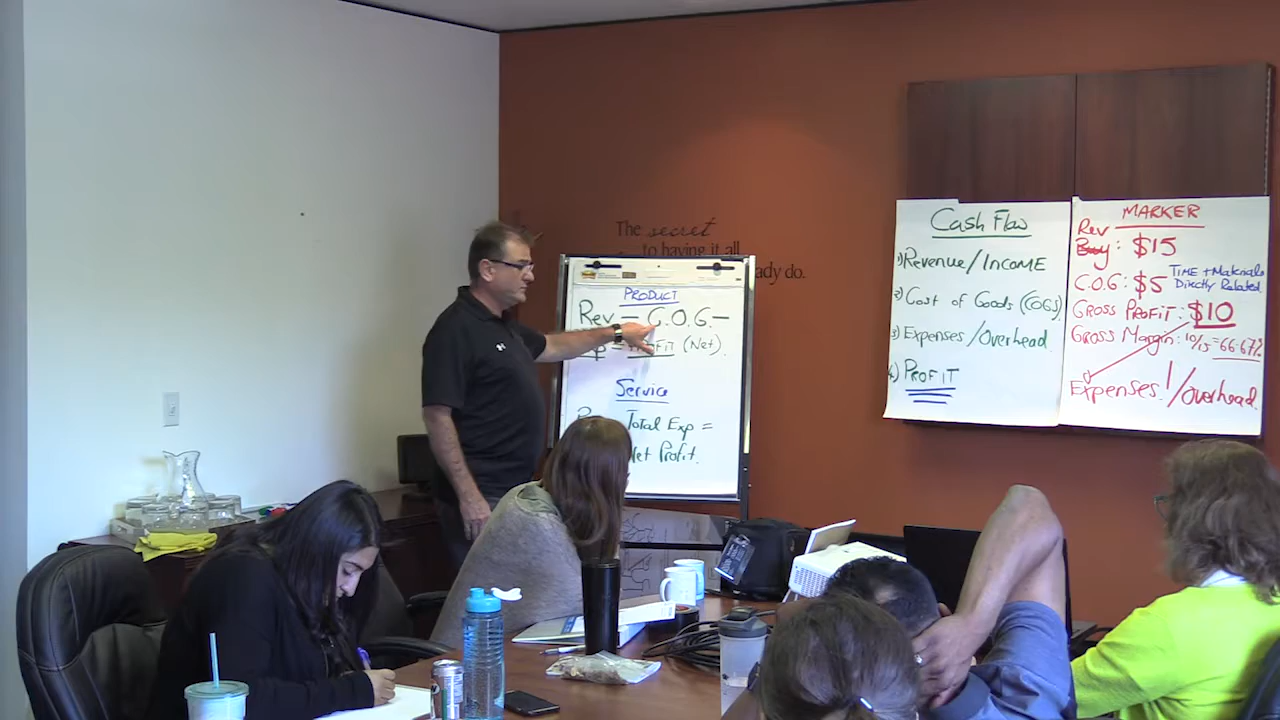 The secret
to having it all
ady do.
PRODUCT
Rev - C.O.G. -
PROFIT (Net).
Service
Total Exp =
et Profit.
Cash Flow
1) Revenue/INCOME
2) Cost of Goods (COGS)
3) Expenses/Overhead
4) PROFIT
MARKER
Rev
Buy: $15
C.O.G: $5 TIME + Materials
Directly Related
GROSS PROFIT: $10
GROSS Margin: 10/15 = 66.67%
Expenses/Overhead